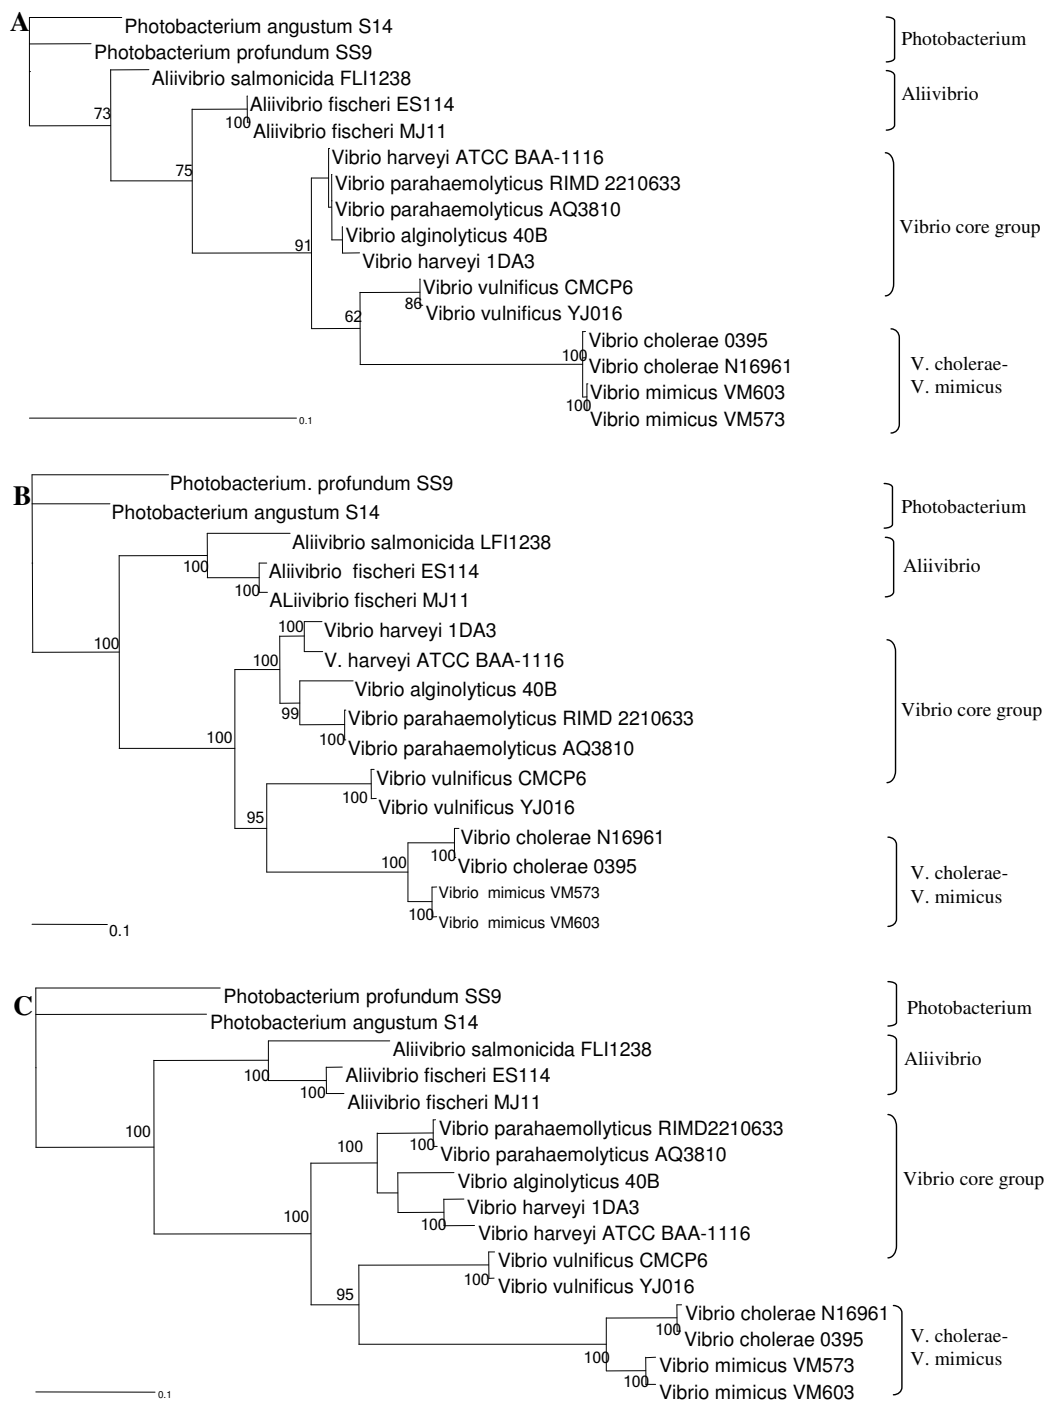 A
Photobacterium angustum S14
Photobacterium profundum SS9
Photobacterium
Aliivibrio salmonicida FLI1238
Aliivibrio fischeri ES114
Aliivibrio
73
100
Aliivibrio fischeri MJ11
Vibrio harveyi ATCC BAA-1116
75
Vibrio parahaemolyticus RIMD 2210633
Vibrio parahaemolyticus AQ3810
Vibrio core group
Vibrio alginolyticus 40B
91
Vibrio harveyi 1DA3
Vibrio vulnificus CMCP6
86
62
Vibrio vulnificus YJ016
Vibrio cholerae 0395
100
Vibrio cholerae N16961
V. cholerae-
V. mimicus
Vibrio mimicus VM603
100
Vibrio mimicus VM573
0.1
B
Photobacterium. profundum SS9
Photobacterium angustum S14
Photobacterium
Aliivibrio salmonicida LFI1238
100
Aliivibrio fischeri ES114
Aliivibrio
100
ALiivibrio fischeri MJ11
100
100
Vibrio harveyi 1DA3
100
V. harveyi ATCC BAA-1116
Vibrio alginolyticus 40B
99
Vibrio parahaemolyticus RIMD 2210633
Vibrio core group
100
100
Vibrio parahaemolyticus AQ3810
Vibrio vulnificus CMCP6
100
Vibrio vulnificus YJ016
95
Vibrio cholerae N16961
100
100
Vibrio cholerae 0395
V. cholerae-
V. mimicus
Vibrio mimicus VM573
100
Vibrio mimicus VM603
0.1
C
Photobacterium profundum SS9
Photobacterium angustum S14
Photobacterium
Aliivibrio salmonicida FLI1238
100
Aliivibrio fischeri ES114
Aliivibrio
100
Aliivibrio fischeri MJ11
100
Vibrio parahaemollyticus RIMD2210633
100
100
Vibrio parahaemolyticus AQ3810
Vibrio alginolyticus 40B
Vibrio core group
Vibrio harveyi 1DA3
100
100
Vibrio harveyi ATCC BAA-1116
Vibrio vulnificus CMCP6
100
Vibrio vulnificus YJ016
95
Vibrio cholerae N16961
100
Vibrio cholerae 0395
V. cholerae-
V. mimicus
100
Vibrio mimicus VM573
100
Vibrio mimicus VM603
0.1